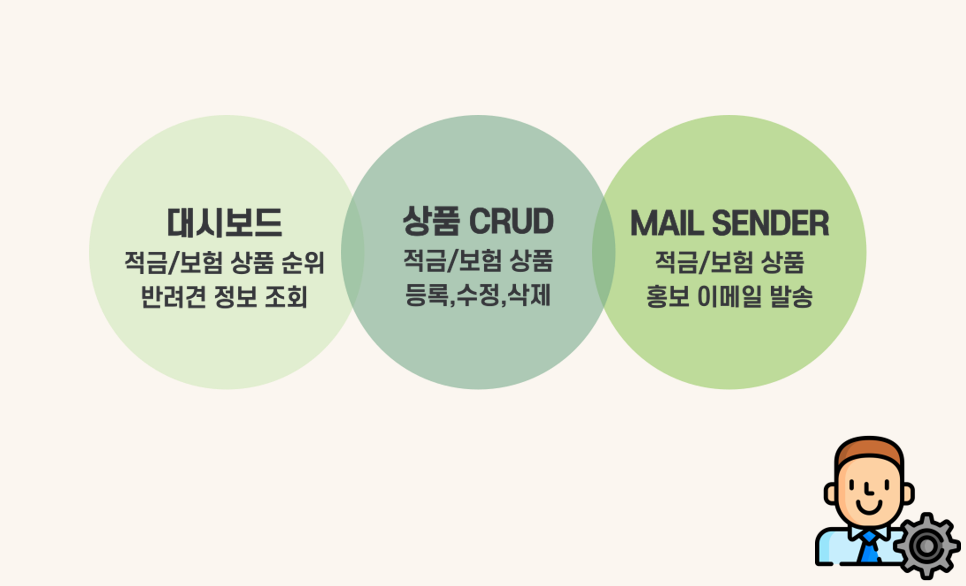 대시보드
적금/보험 상품 순위
반려견 정보 조회
상품 CRUD
적금/보험 상품
등록,수정,삭제
MAIL SENDER
적금/보험 상품
홍보 이메일 발송